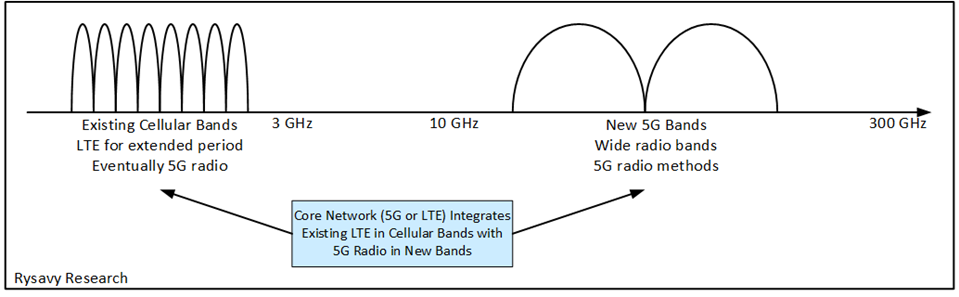 Existing Cellular Bands
LTE for extended period
Eventually 5G radio
3 GHz
10 GHz
New 5G Bands
Wide radio bands
5G radio methods
300 GHz
Core Network (5G or LTE) Integrates
Existing LTE in Cellular Bands with
5G Radio in New Bands
Rysavy Research